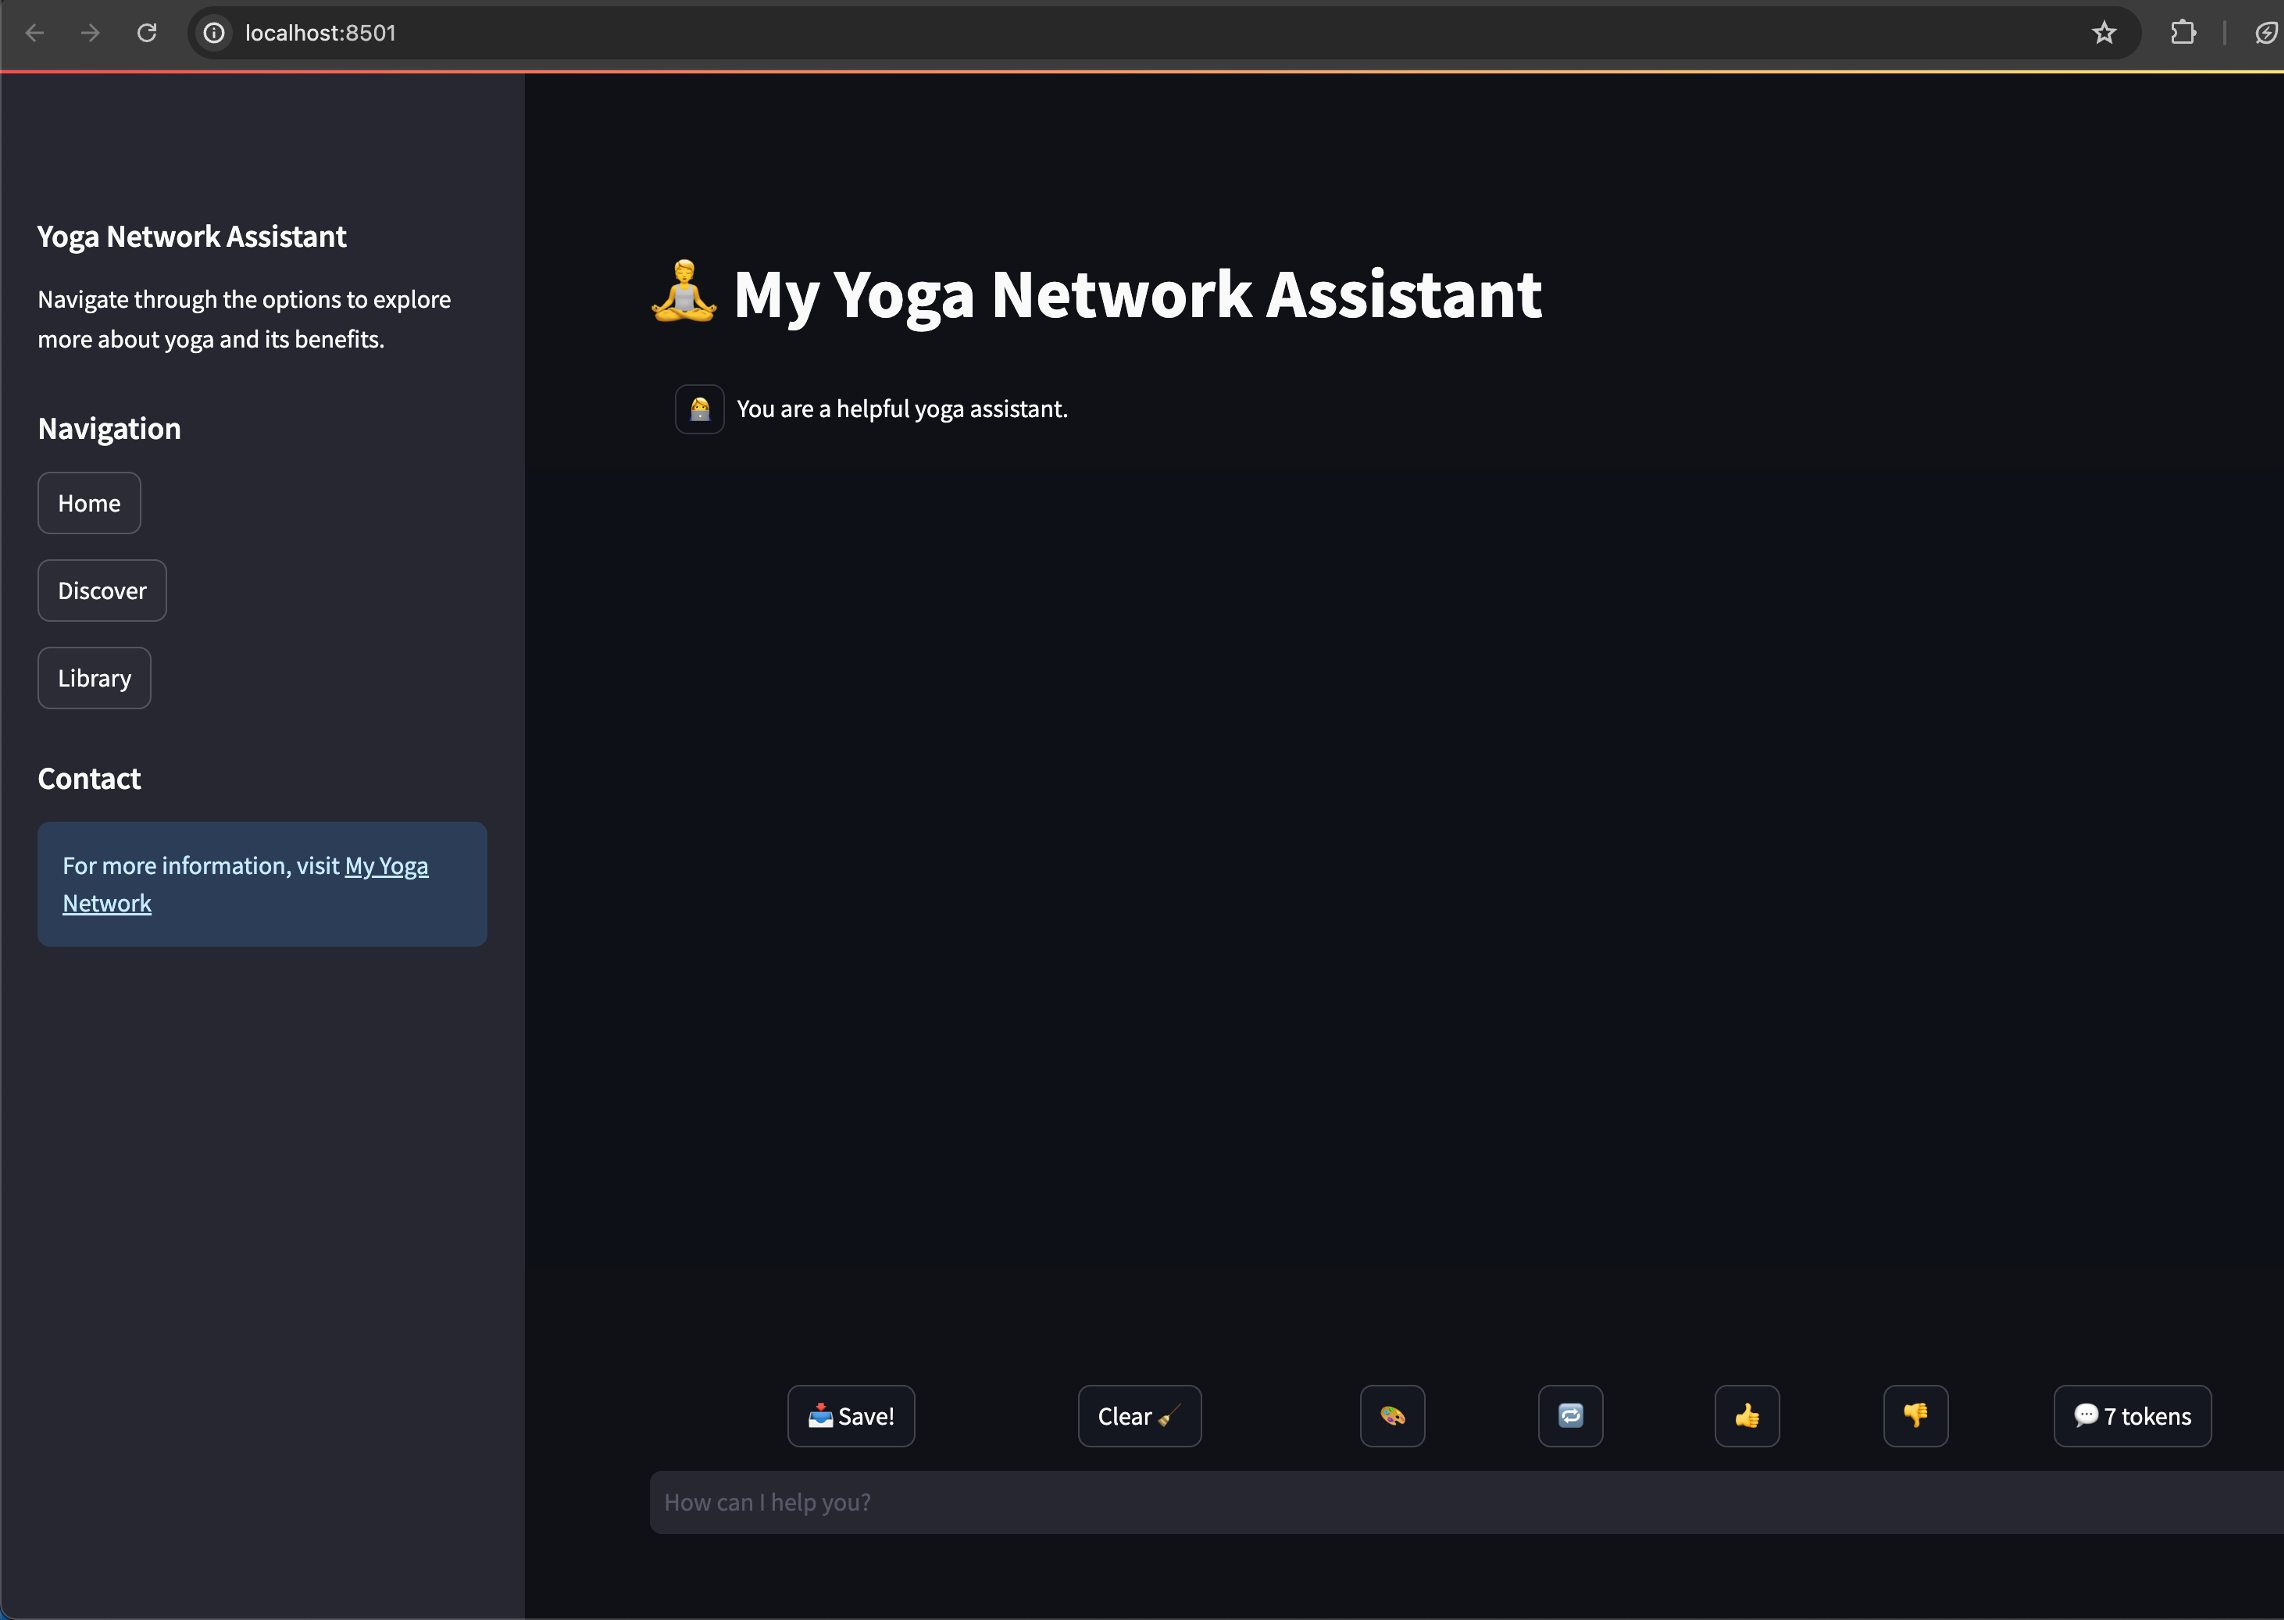 localhost:8501
Yoga Network Assistant
Navigate through the options to explore
more about yoga and its benefits.
Navigation
Home
Discover
Library
Contact
For more information, visit My Yoga
Network
My Yoga Network Assistant
You are a helpful yoga assistant.
Save!
Clear
7 tokens
How can I help you?